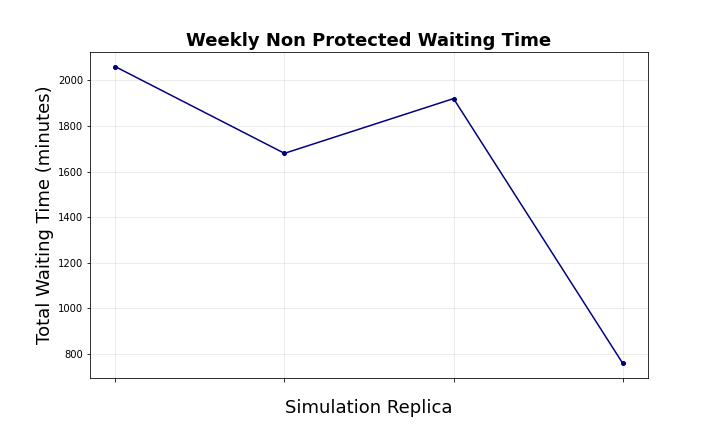 Weekly Non Protected Waiting Time
Total Waiting Time (minutes)
2000
1800
1600
1400
1200
1000
800
Simulation Replica